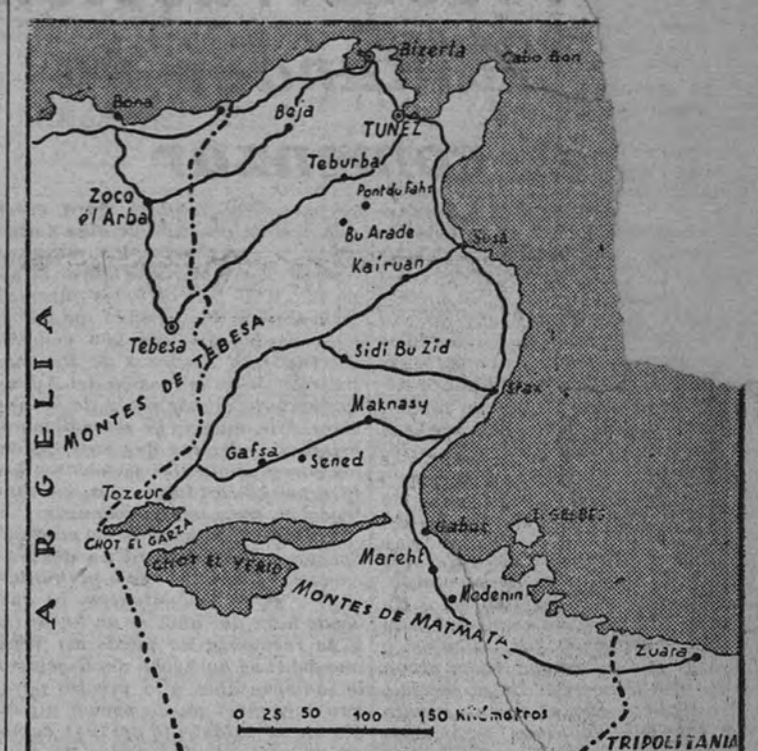 Bizerta
Cabo Bon
Bona
Beja
TUNEZ
Teburba
Zoco
el Arba
Pont du Fahs
Bu Arade
Susa
Kairuan
Tebesa
ARGELIA
MONTES DE TEBESA
Sidi Bu Zid
Sfax
Maknasy
Gafsa
Sened
Tozeur
CHOT EL GARZA
CHOT EL YERID
Gabus
I. GELBES
Mareht
Medenin
MONTES DE MATMATA
Zuara
0 25 50 100 150 Kilómetros
TRIPOLITANIA